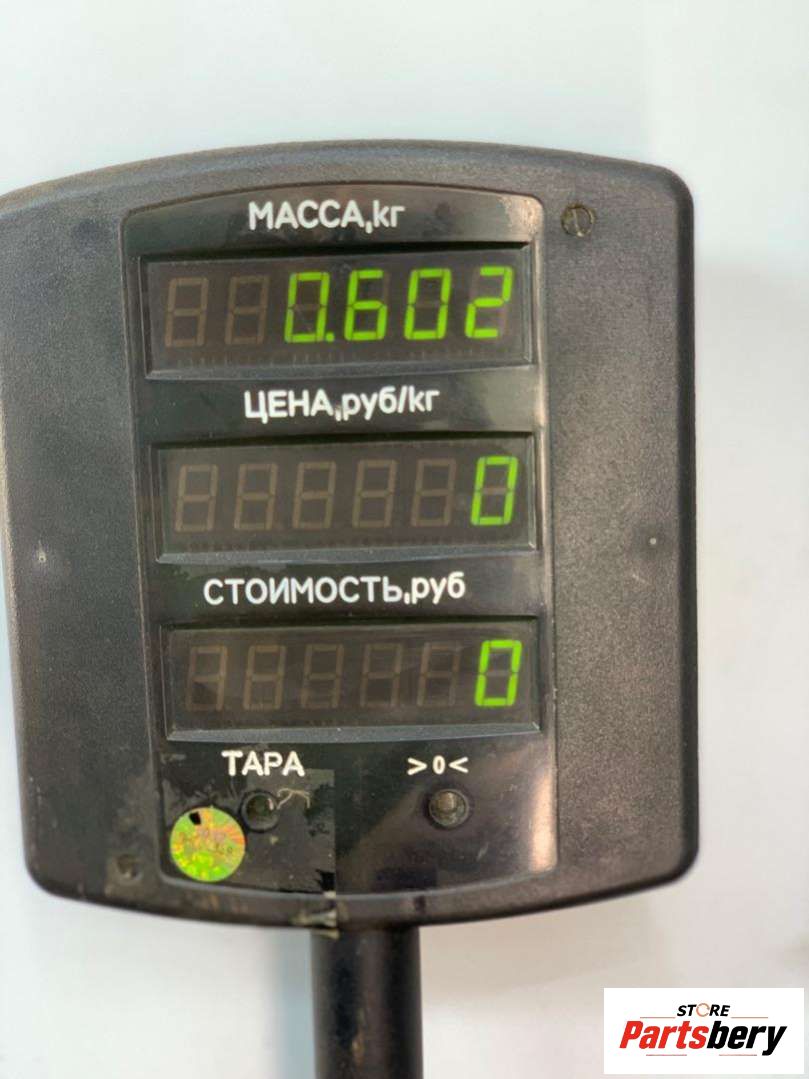 МАССА,кг
0.602
ЦЕНА,руб/кг
0
СТОИМОСТЬ,руб
0
ТАРА >0<
STORE
Partsbery